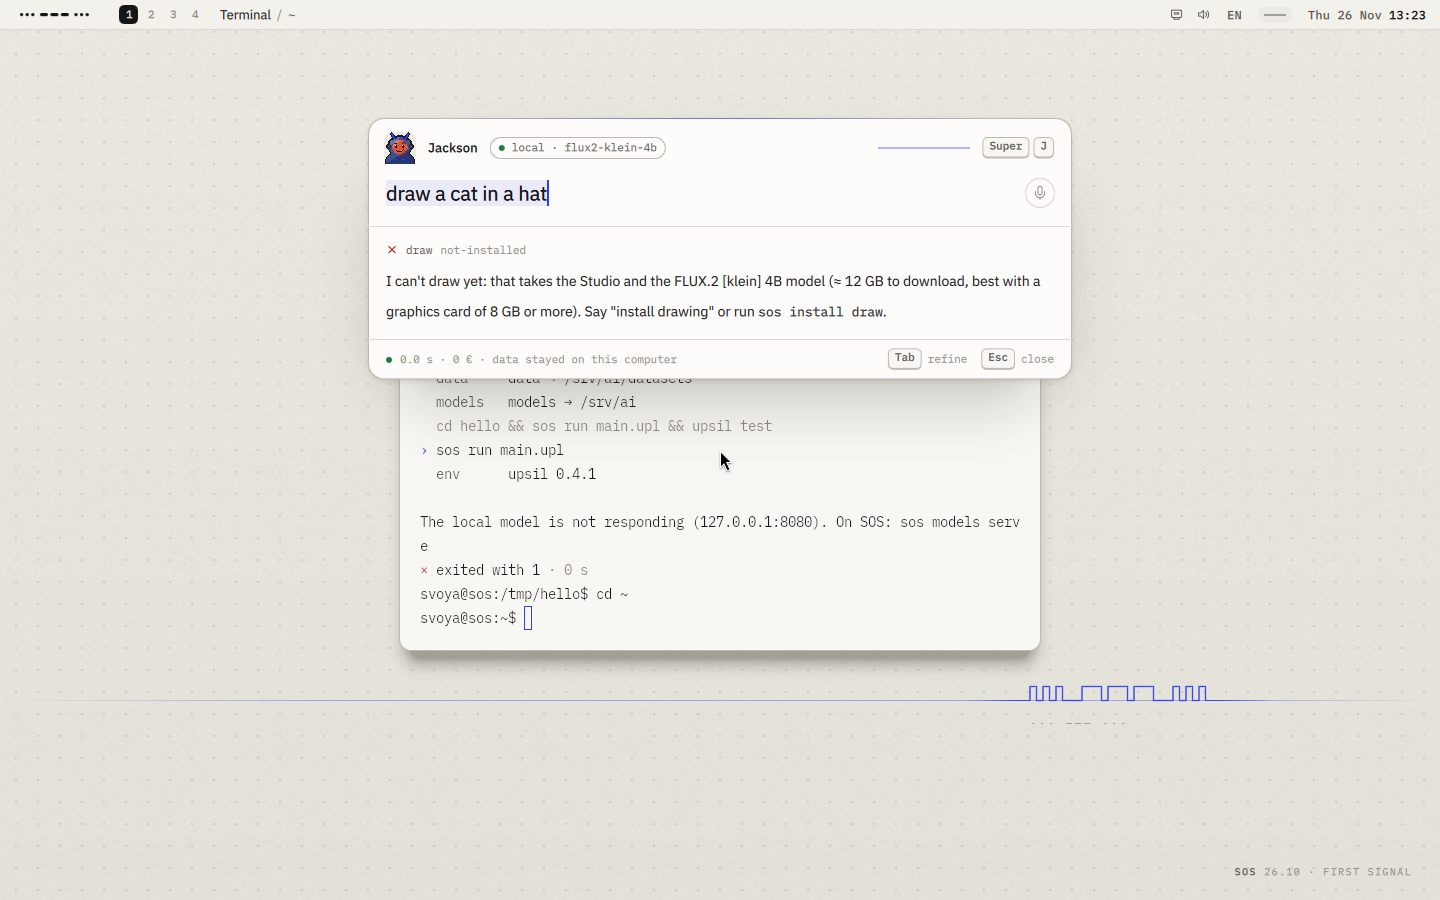 1 2 3 4 Terminal / ~ EN Thu 26 Nov 13:23
Jackson local · flux2-klein-4b Super J
draw a cat in a hat
× draw not-installed
I can't draw yet: that takes the Studio and the FLUX.2 [klein] 4B model (≈ 12 GB to download, best with a
graphics card of 8 GB or more). Say "install drawing" or run sos install draw.
0.0 s · 0 € · data stayed on this computer Tab refine Esc close
data data → /srv/ai/datasets
models models → /srv/ai
cd hello && sos run main.upl && upsil test
› sos run main.upl
env upsil 0.4.1
The local model is not responding (127.0.0.1:8080). On SOS: sos models serv
e
× exited with 1 · 0 s
svoya@sos:/tmp/hello$ cd ~
svoya@sos:~$
··· ——— ···
SOS 26.10 · FIRST SIGNAL